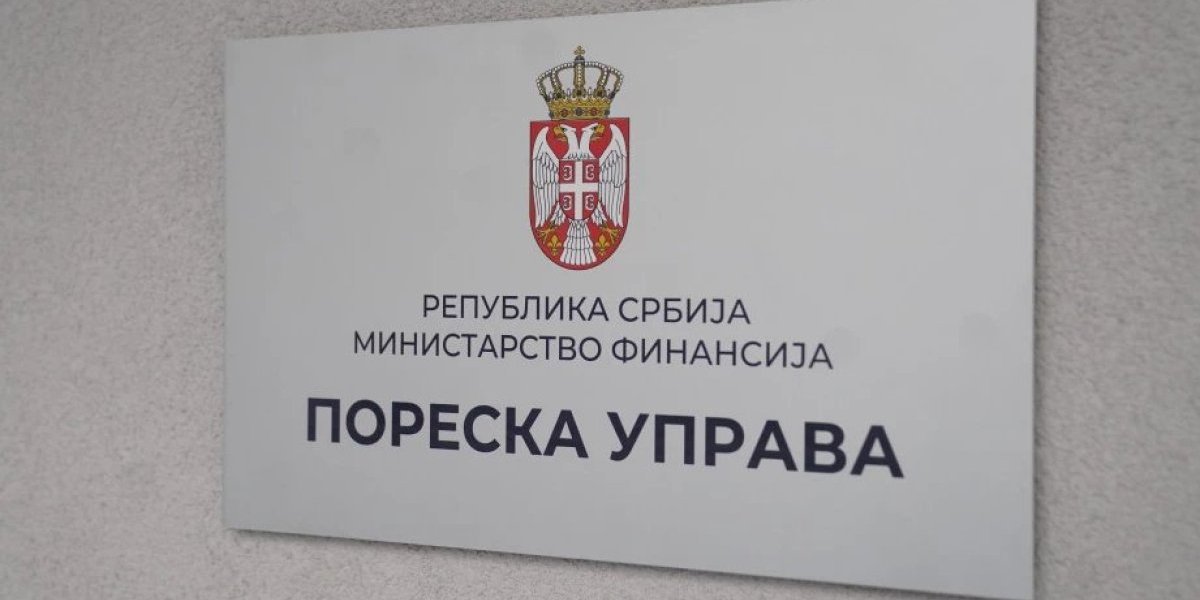 РЕПУБЛИКА СРБИЈА
МИНИСТАРСТВО ФИНАНСИЈА
ПОРЕСКА УПРАВА